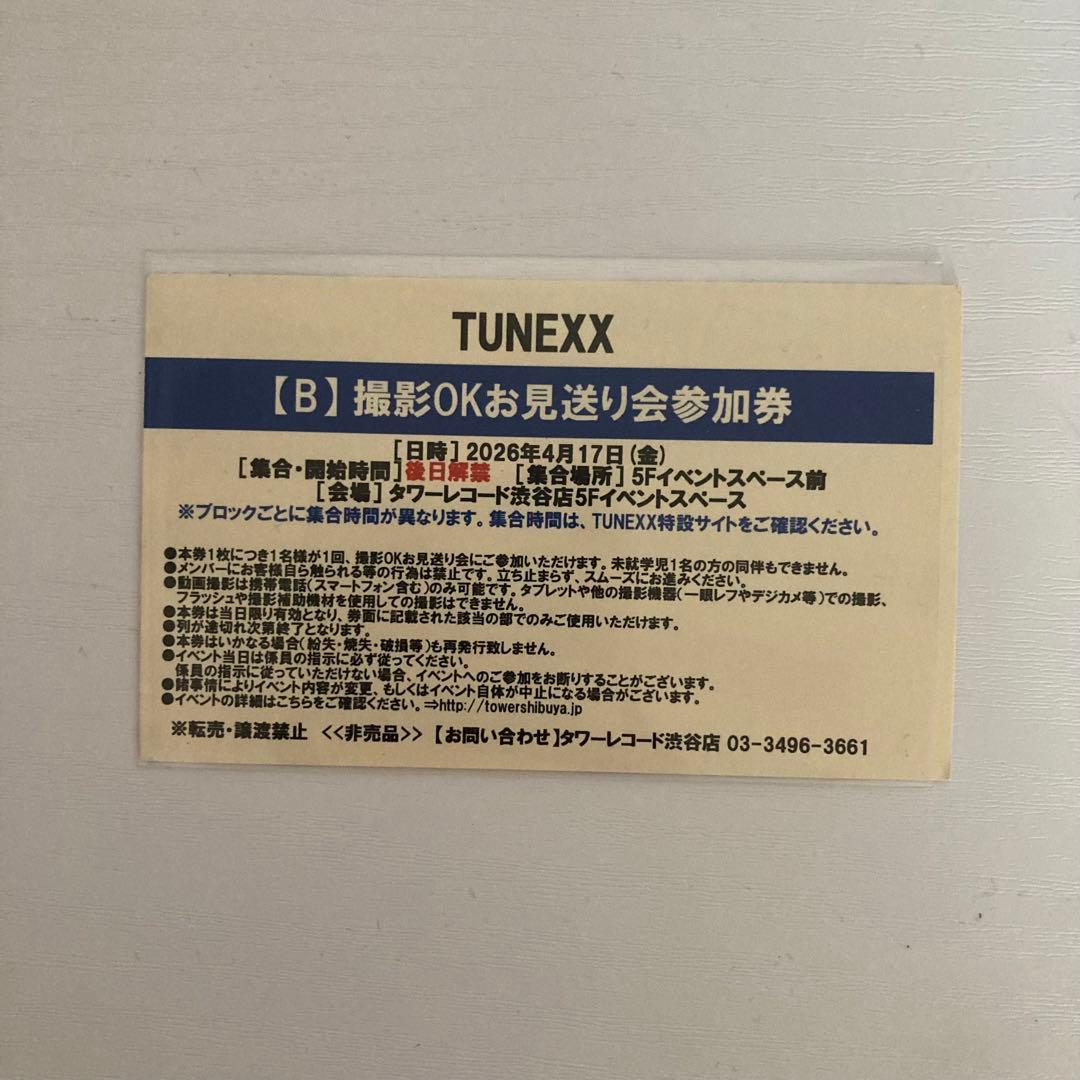 TUNEXX
【B】撮影OKお見送り会参加券
[日時] 2026年4月17日(金)
[集合・開始時間]後日解禁 [集合場所] 5Fイベントスペース前
[会場] タワーレコード渋谷店5Fイベントスペース
※ブロックごとに集合時間が異なります。集合時間は、TUNEXX特設サイトをご確認ください。
●本券1枚につき1名様が1回、撮影OKお見送り会にご参加いただけます。未就学児1名の方の同伴もできません。
●メンバーにお客様自ら触られる等の行為は禁止です。立ち止まらず、スムーズにお進みください。
●動画撮影は携帯電話(スマートフォン含む)のみ可能です。タブレットや他の撮影機器(一眼レフやデジカメ等)での撮影、
フラッシュや撮影補助機材を使用しての撮影はできません。
●本券は当日限り有効となり、券面に記載された該当の部でのみご使用いただけます。
●列が途切れ次第終了となります。
●本券はいかなる場合(紛失・焼失・破損等)も再発行致しません。
●イベント当日は係員の指示に必ず従ってください。
係員の指示に従っていただけない場合、イベントへのご参加をお断りすることがございます。
●諸事情によりイベント内容が変更、もしくはイベント自体が中止になる場合がございます。
●イベントの詳細はこちらをご確認ください。⇒http://towershibuya.jp
※転売・譲渡禁止 <<非売品>> 【お問い合わせ】タワーレコード渋谷店 03-3496-3661